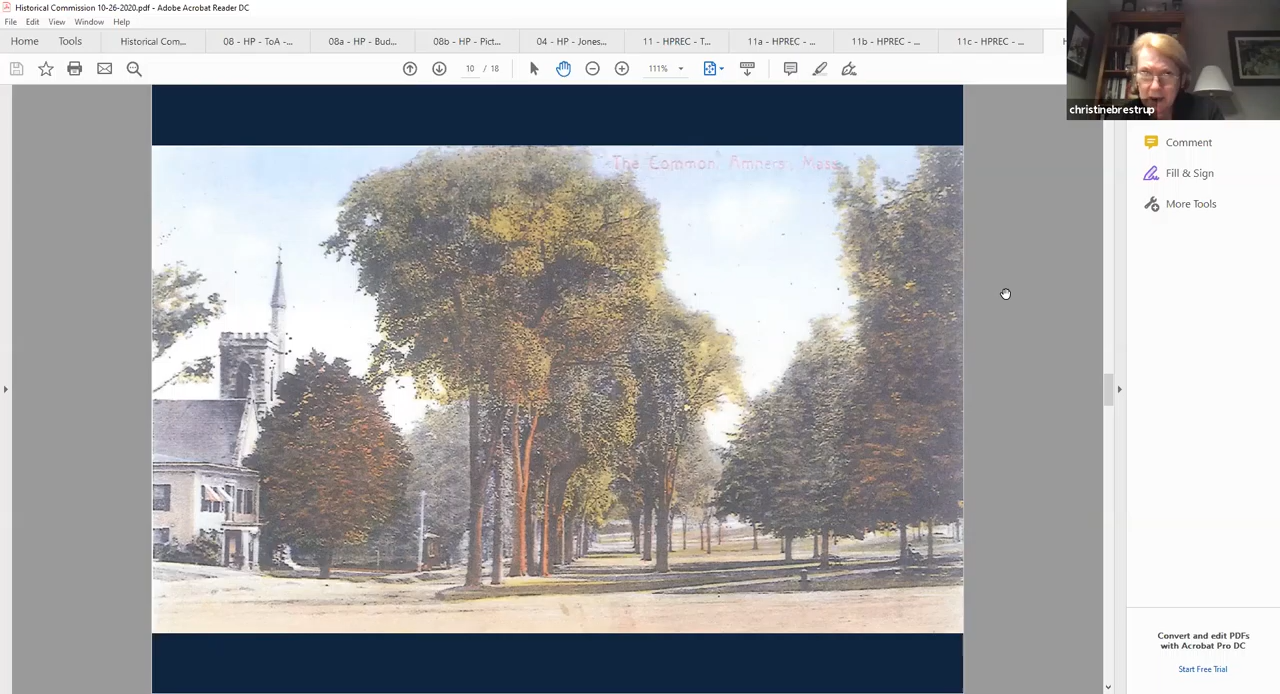 Historical Commission 10-26-2020.pdf - Adobe Acrobat Reader DC
File Edit View Window Help
Home Tools Historical Com... 08 - HP - ToA -... 08a - HP - Bud... 08b - HP - Pict... 04 - HP - Jones... 11 - HPREC - T... 11a - HPREC - ... 11b - HPREC - ... 11c - HPREC - ...
10 / 18 111%
christinebrestrup
Comment
Fill & Sign
More Tools
The Common, Amherst, Mass.
Convert and edit PDFs
with Acrobat Pro DC
Start Free Trial